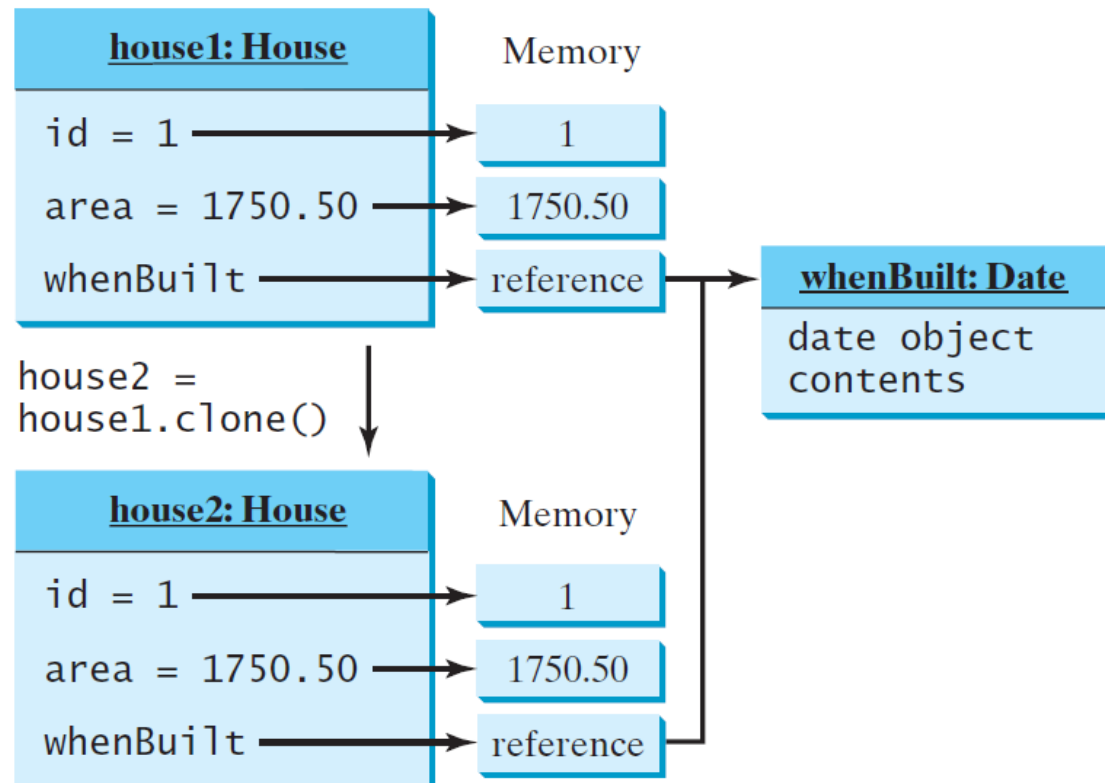 house1: House
Memory
id = 1
1
area = 1750.50
1750.50
whenBuilt
reference
whenBuilt: Date
date object
contents
house2 =
house1.clone()
house2: House
Memory
id = 1
1
area = 1750.50
1750.50
whenBuilt
reference